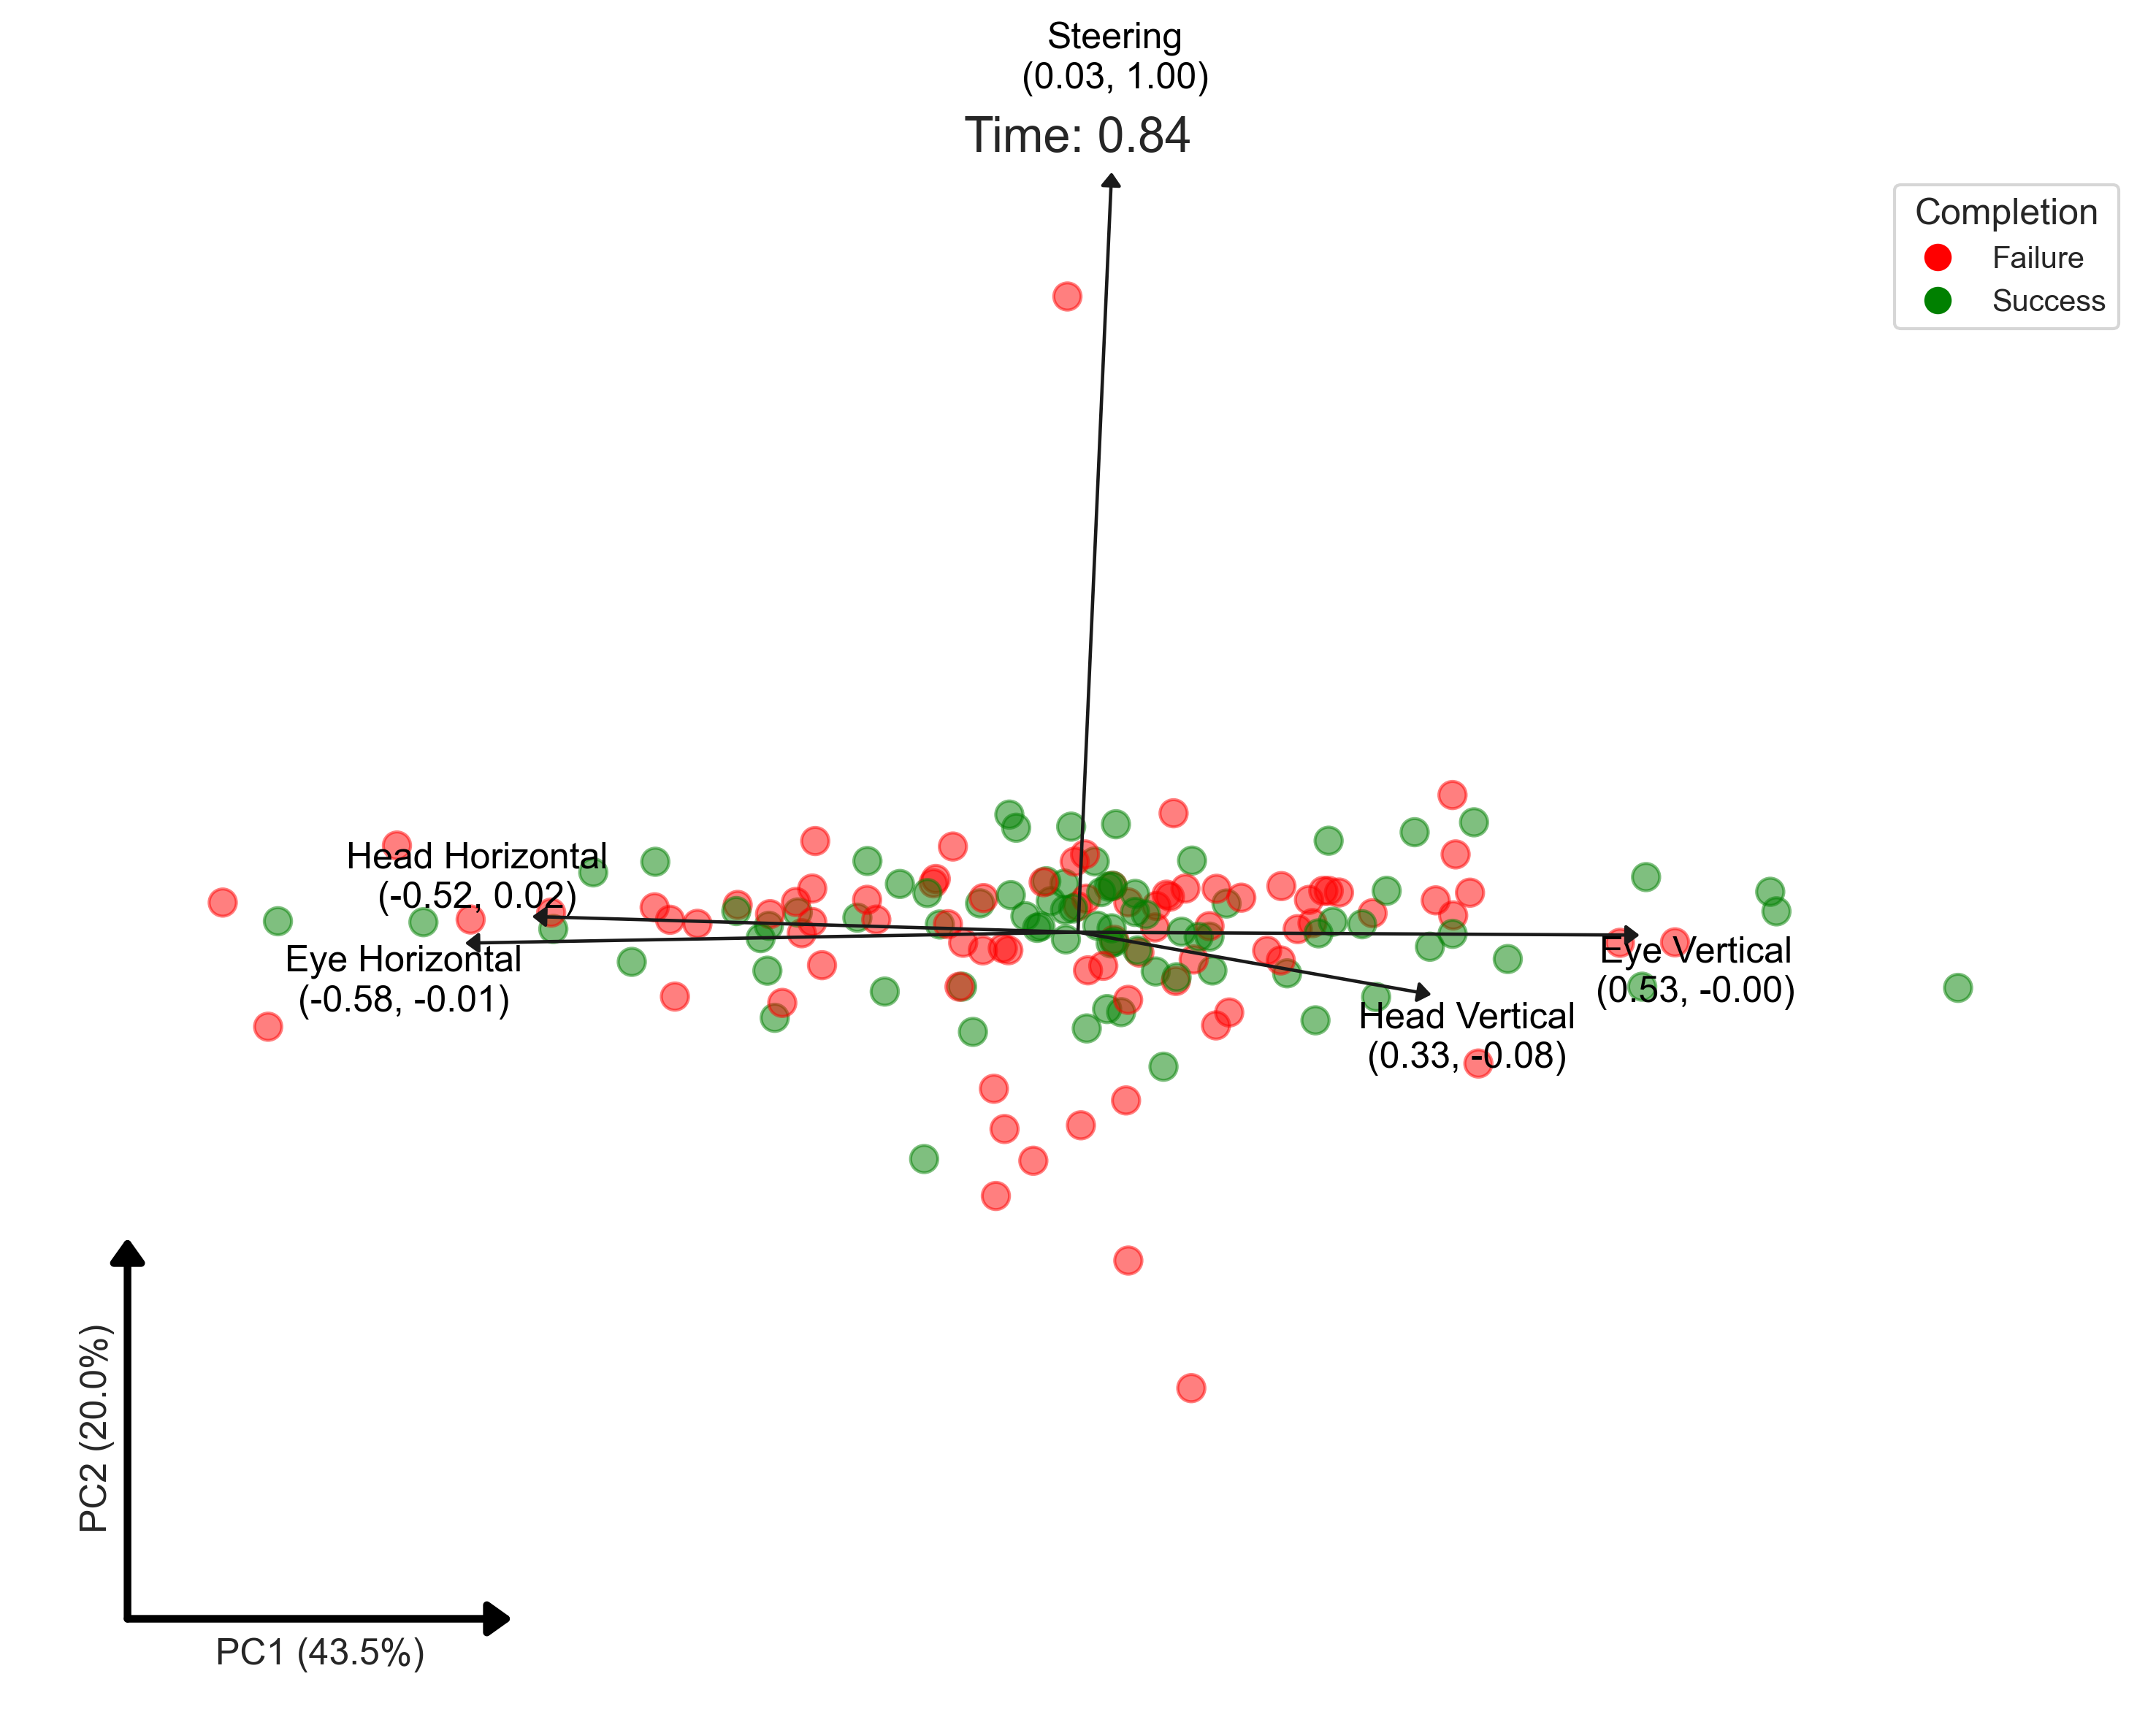 Steering
(0.03, 1.00)
Time: 0.84
Completion
Failure
Success
Head Horizontal
(-0.52, 0.02)
Eye Horizontal
(-0.58, -0.01)
Eye Vertical
(0.53, -0.00)
Head Vertical
(0.33, -0.08)
PC2 (20.0%)
PC1 (43.5%)